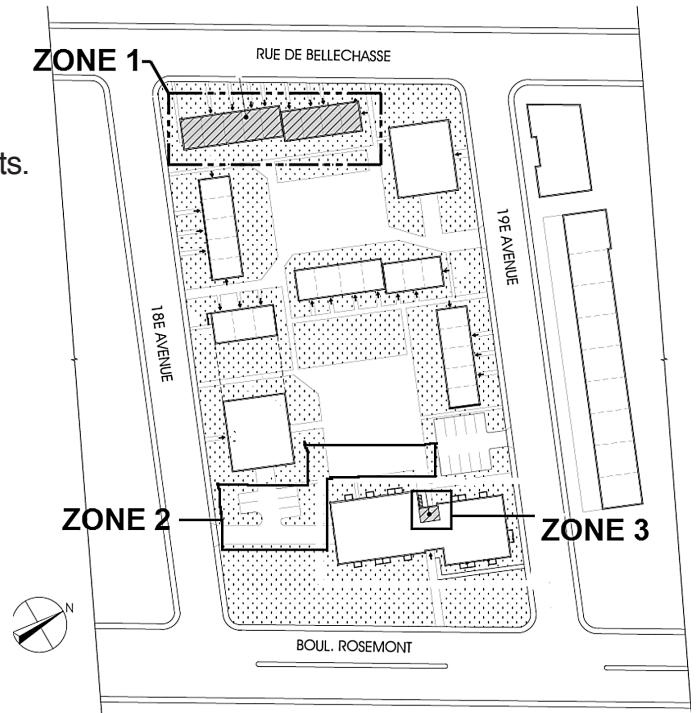 RUE DE BELLECHASSE
ZONE 1
ts.
19E AVENUE
18E AVENUE
ZONE 2
ZONE 3
N
BOUL. ROSEMONT